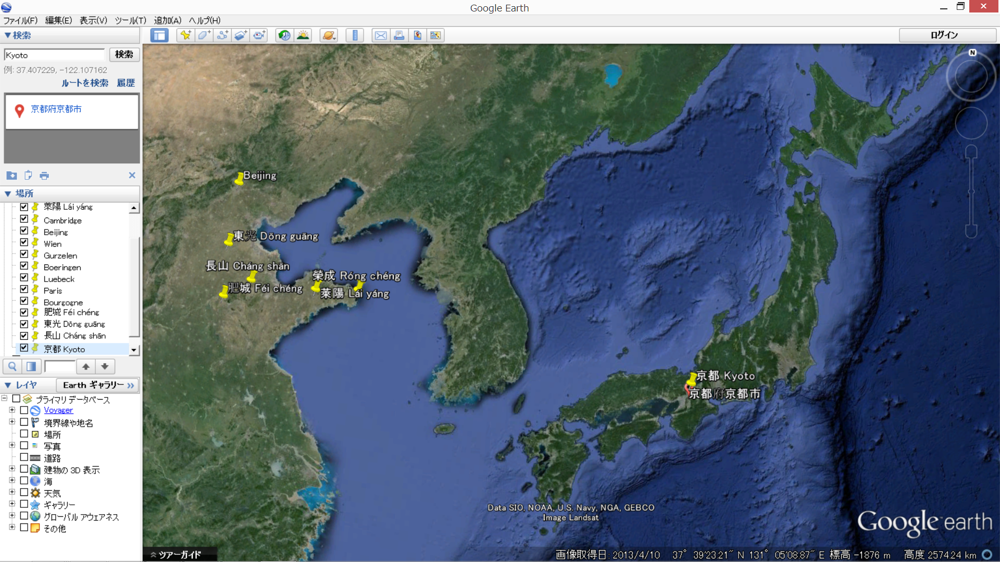 Google Earth
ファイル(F) 編集(E) 表示(V) ツール(T) 追加(A) ヘルプ(H)
▼検索
ログイン
Kyoto
検索
例: 37.407229, -122.107162
ルートを検索 履歴
京都府京都市
▼ 場所
萊陽 Lái yáng
Cambridge
Beijing
Wien
Gurzelen
Boeringen
Luebeck
Paris
Bourgogne
肥城 Féi chéng
東光 Dōng guāng
長山 Cháng shān
京都 Kyoto
▼ レイヤ
Earth ギャラリー >>
プライマリ データベース
Voyager
境界線や地名
場所
写真
道路
建物の 3D 表示
海
天気
ギャラリー
グローバル アウェアネス
その他
N
Beijing
東光 Dōng guāng
長山 Cháng shān
榮成 Róng chéng
肥城 Féi chéng
萊陽 Lái yáng
京都 Kyoto
京都府京都市
Data SIO, NOAA, U.S. Navy, NGA, GEBCO
Image Landsat
Google earth
ツアーガイド
画像取得日: 2013/4/10 37° 39'23.21" N 131° 05'08.87" E 標高 -1876 m 高度 2574.24 km